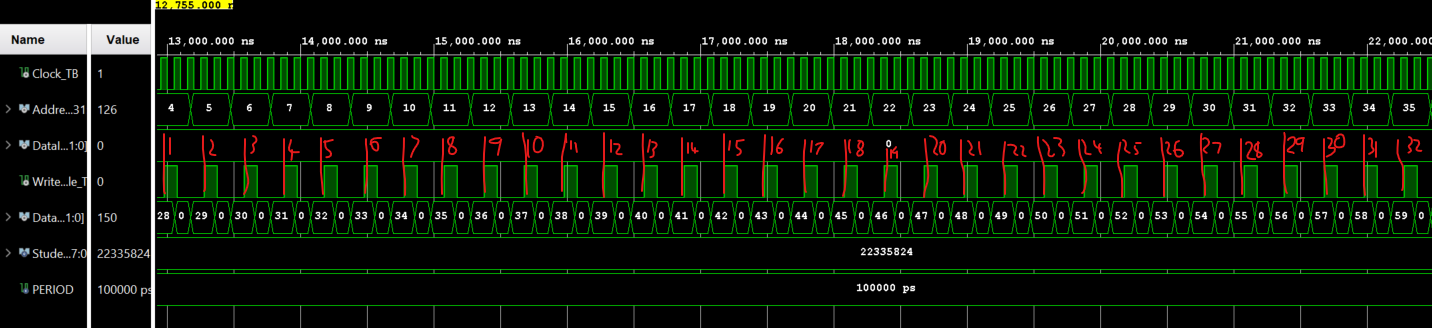 12,755.000 n
Name Value
13,000.000 ns 14,000.000 ns 15,000.000 ns 16,000.000 ns 17,000.000 ns 18,000.000 ns 19,000.000 ns 20,000.000 ns 21,000.000 ns 22,000.000
Clock_TB 1
Addre...31 126 4 5 6 7 8 9 10 11 12 13 14 15 16 17 18 19 20 21 22 23 24 25 26 27 28 29 30 31 32 33 34 35
DataI...1:0] 0 0
1 2 3 4 5 6 7 8 9 10 11 12 13 14 15 16 17 18 19 20 21 22 23 24 25 26 27 28 29 30 31 32
Write...le_T 0
Data...1:0] 150 28 0 29 0 30 0 31 0 32 0 33 0 34 0 35 0 36 0 37 0 38 0 39 0 40 0 41 0 42 0 43 0 44 0 45 0 46 0 47 0 48 0 49 0 50 0 51 0 52 0 53 0 54 0 55 0 56 0 57 0 58 0 59 0
Stude...7:0 22335824 22335824
PERIOD 100000 ps 100000 ps